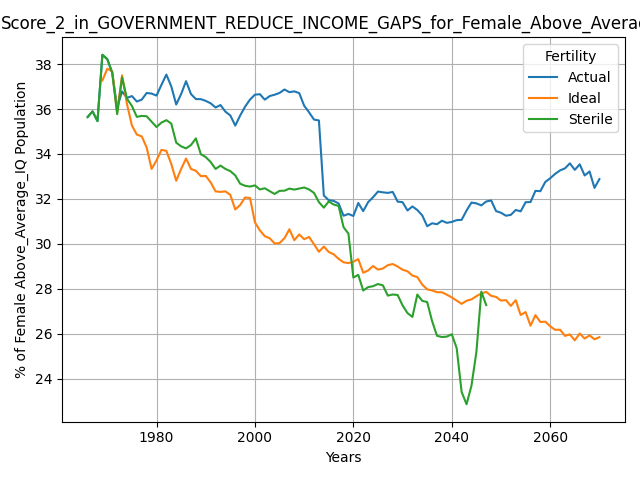 Score_2_in_GOVERNMENT_REDUCE_INCOME_GAPS_for_Female_Above_Avera
Fertility
Actual
Ideal
Sterile
% of Female Above_Average_IQ Population
38
36
34
32
30
28
26
24
1980
2000
2020
2040
2060
Years